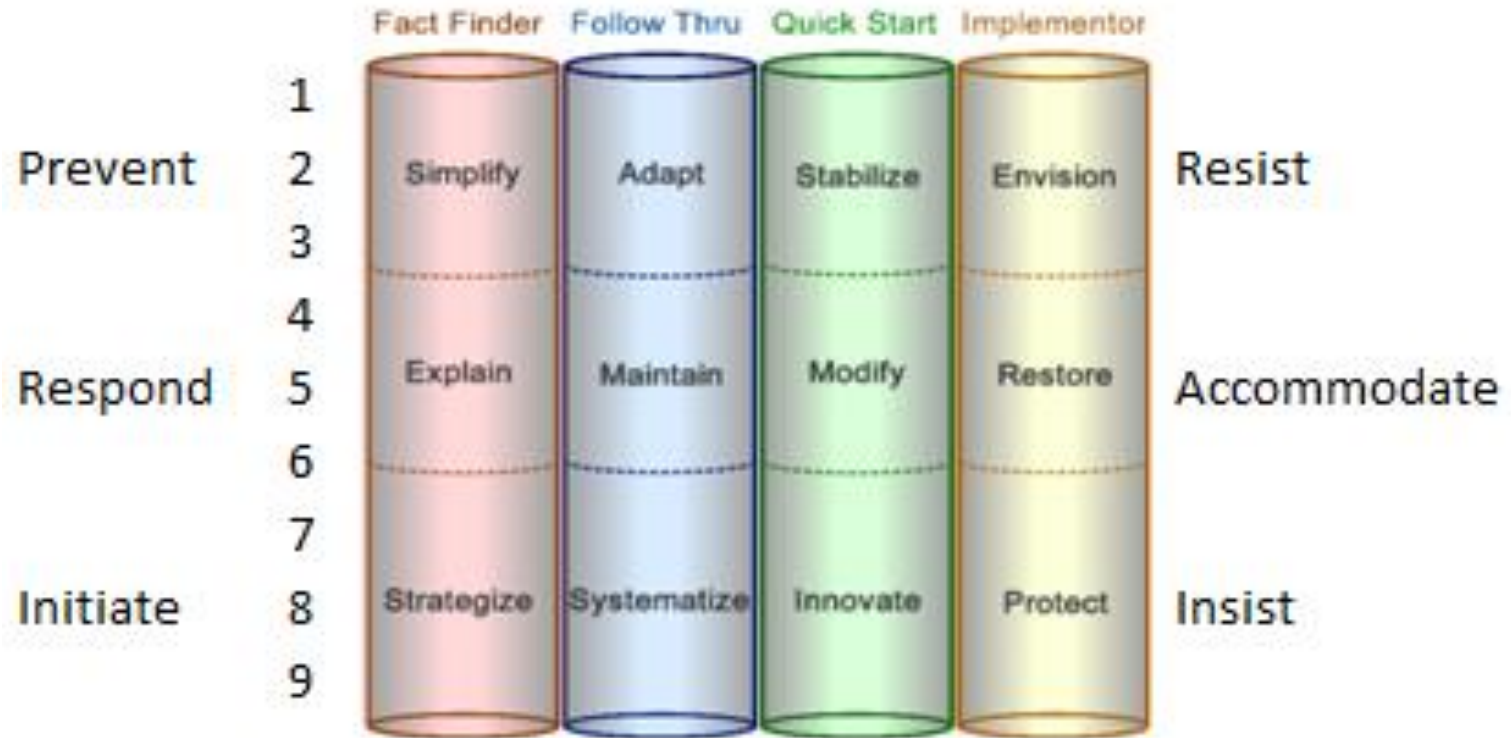 Fact Finder Follow Thru Quick Start Implementor
1
Prevent 2 Simplify Adapt Stabilize Envision Resist
3
4
Respond 5 Explain Maintain Modify Restore Accommodate
6
7
Initiate 8 Strategize Systematize Innovate Protect Insist
9